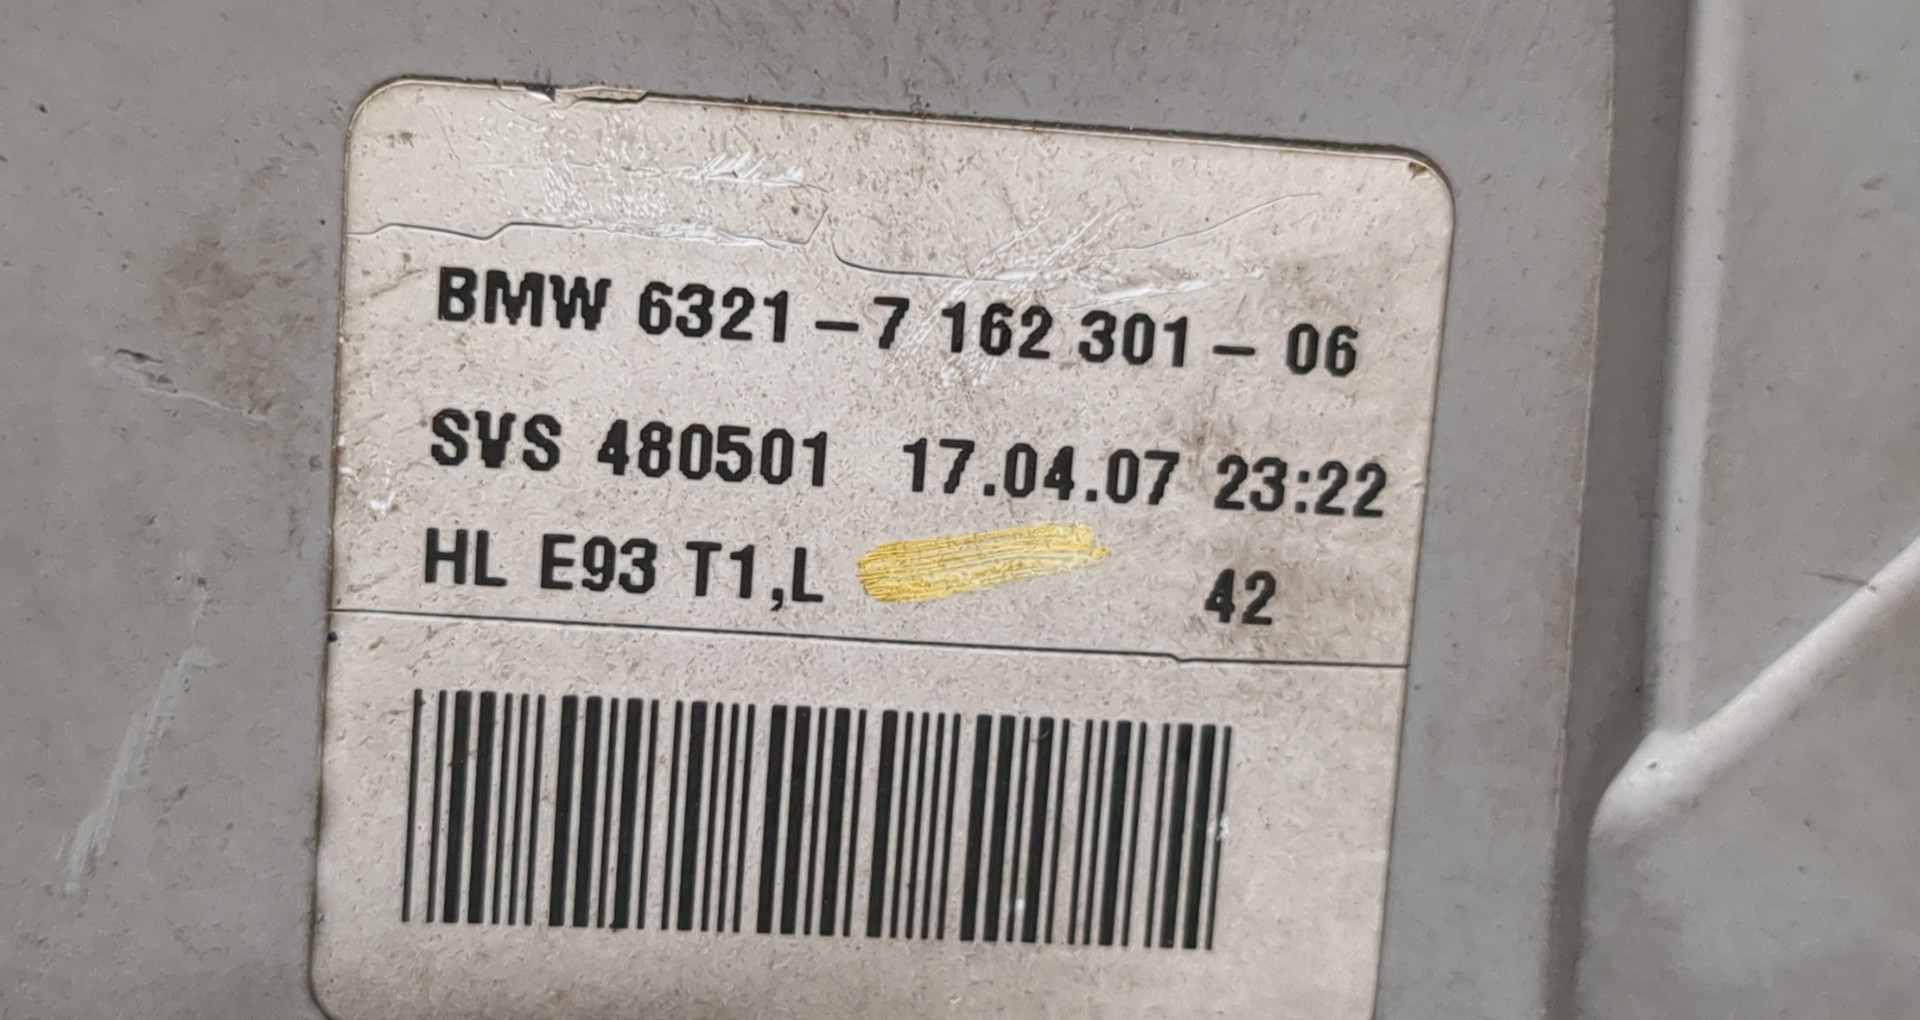 BMW 6321-7 162 301- 06
SVS 480501 17.04.07 23:22
HL E93 T1,L 42